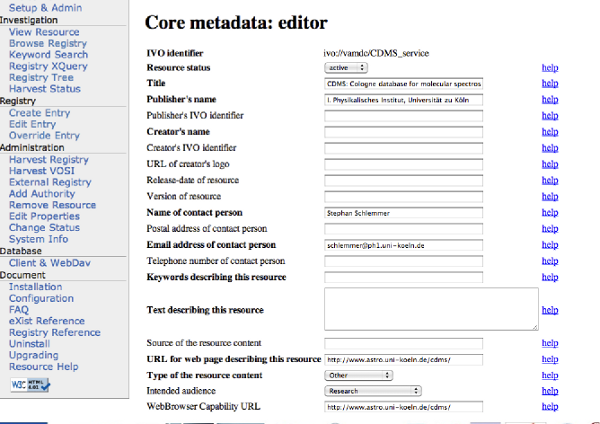 Setup & Admin
Investigation
View Resource
Browse Registry
Keyword Search
Registry XQuery
Registry Tree
Harvest Status
Registry
Create Entry
Edit Entry
Override Entry
Administration
Harvest Registry
Harvest VOSI
External Registry
Add Authority
Remove Resource
Edit Properties
Change Status
System Info
Database
Client & WebDav
Document
Installation
Configuration
FAQ
eXist Reference
Registry Reference
Uninstall
Upgrading
Resource Help
W3C HTML 4.01
Core metadata: editor
IVO identifier ivo://vamdc/CDMS_service
Resource status active help
Title CDMS: Cologne database for molecular spectros help
Publisher's name I. Physikalisches Institut, Universität zu Köln help
Publisher's IVO identifier help
Creator's name help
Creator's IVO identifier help
URL of creator's logo help
Release-date of resource help
Version of resource help
Name of contact person Stephan Schlemmer help
Postal address of contact person help
Email address of contact person schlemmer@ph1.uni-koeln.de help
Telephone number of contact person help
Keywords describing this resource help
Text describing this resource help
Source of the resource content help
URL for web page describing this resource http://www.astro.uni-koeln.de/cdms/ help
Type of the resource content Other help
Intended audience Research help
WebBrowser Capability URL http://www.astro.uni-koeln.de/cdms/ help